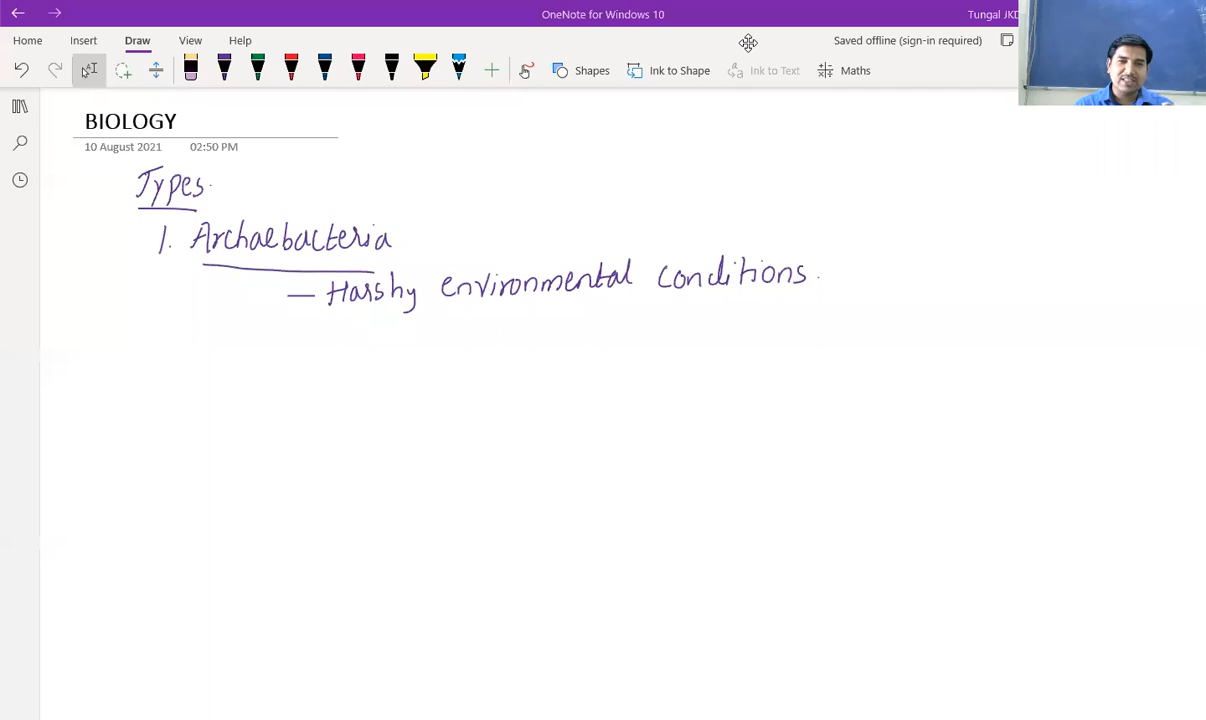 OneNote for Windows 10
Tungal JKD
Home Insert Draw View Help
Saved offline (sign-in required)
Shapes
Ink to Shape
Ink to Text
Maths
BIOLOGY
10 August 2021 02:50 PM
Types.
1. Archaebacteria
— Harshy environmental conditions.